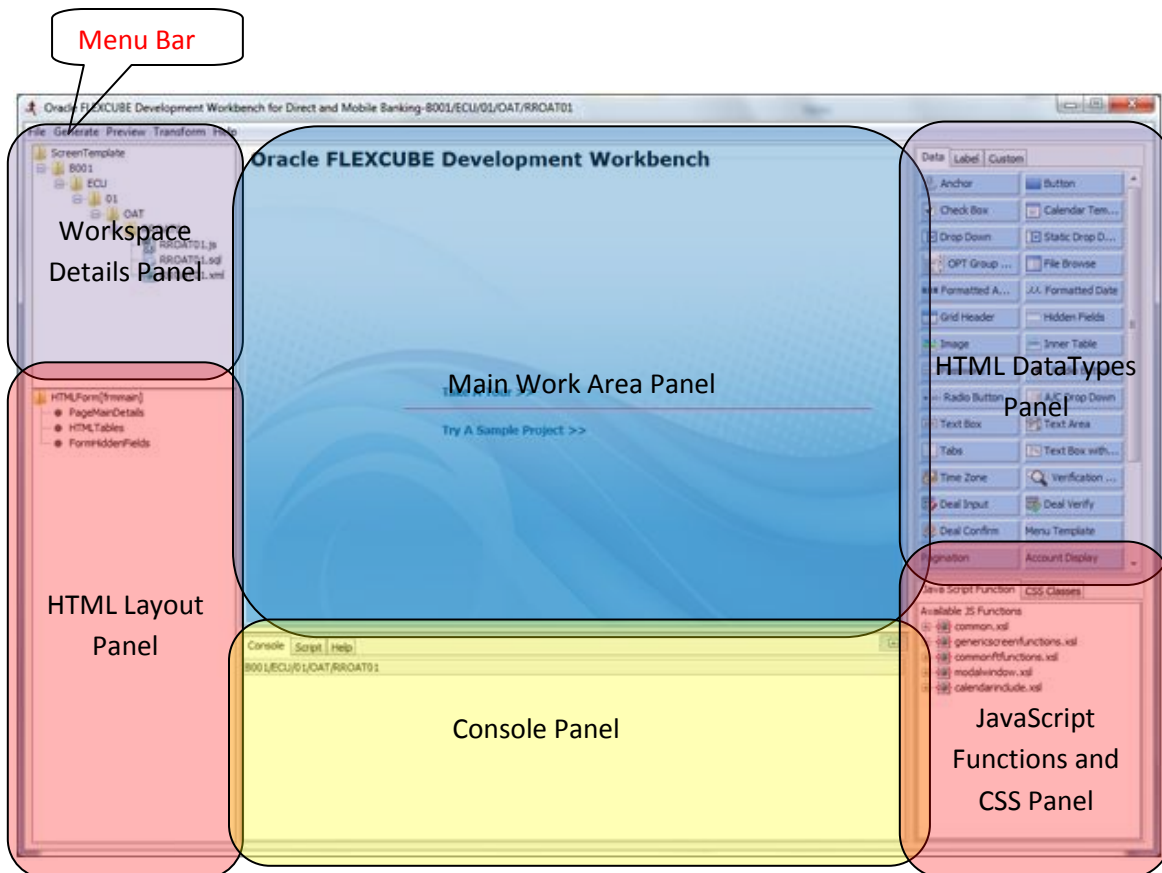 Menu Bar
Oracle FLEXCUBE Development Workbench for Direct and Mobile Banking-B001/ECU/01/OAT/RROAT01
File Generate Preview Transform Help
ScreenTemplate
B001
ECU
01
OAT
RROAT01.js
RROAT01.sql
.xml
Workspace
Details Panel
HTMLForm[frmmain]
PageMainDetails
HTMLTables
FormHiddenFields
HTML Layout
Panel
Oracle FLEXCUBE Development Workbench
Main Work Area Panel
Take A Tour >>
Try A Sample Project >>
Console Script Help
B001/ECU/01/OAT/RROAT01
Console Panel
Data Label Custom
Anchor Button
Check Box Calendar Tem...
Drop Down Static Drop D...
OPT Group ... File Browse
Formatted A... Formatted Date
Grid Header Hidden Fields
Image Inner Table
HTML DataTypes
Panel
Radio Button A/C Drop Down
Text Box Text Area
Tabs Text Box with...
Time Zone Verification ...
Deal Input Deal Verify
Deal Confirm Menu Template
Pagination Account Display
Java Script Function CSS Classes
Available JS Functions
common.xsl
genericscreenfunctions.xsl
commonftfunctions.xsl
modalwindow.xsl
calendarinclude.xsl
JavaScript
Functions and
CSS Panel